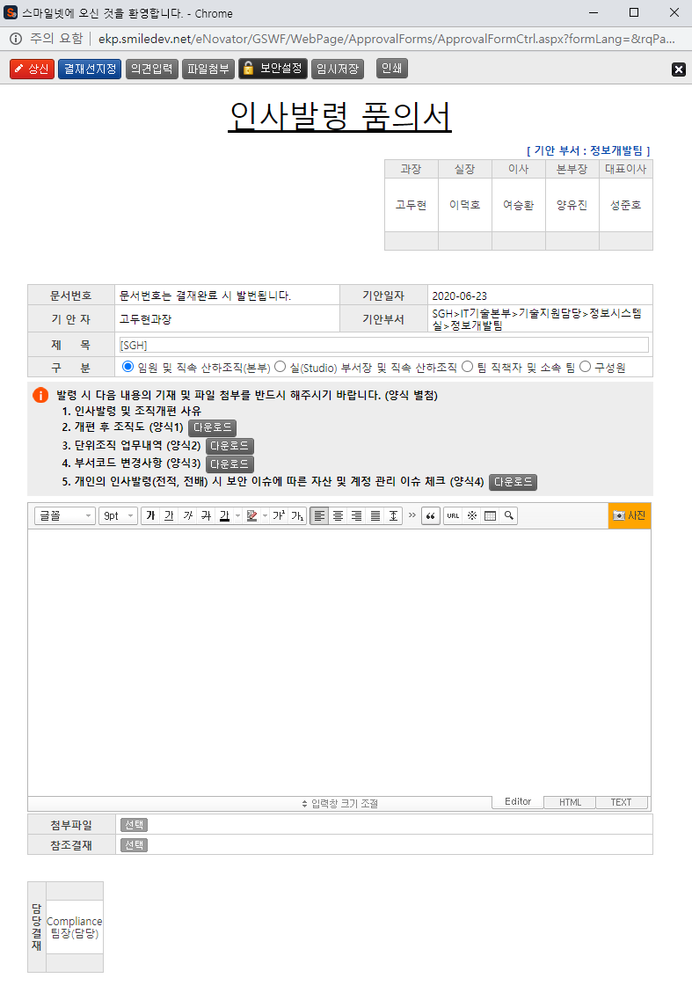 스마일넷에 오신 것을 환영합니다. - Chrome
주의 요함 | ekp.smiledev.net/eNovator/GSWF/WebPage/ApprovalForms/ApprovalFormCtrl.aspx?formLang=&rqPa...
상신 결재선지정 의견입력 파일첨부 보안설정 임시저장 인쇄
인사발령 품의서
[ 기안 부서 : 정보개발팀 ]
과장 실장 이사 본부장 대표이사
고두현 이덕호 여승환 양유진 성준호
문서번호 문서번호는 결재완료 시 발번됩니다. 기안일자 2020-06-23
기 안 자 고두현과장 기안부서 SGH>IT기술본부>기술지원담당>정보시스템
실>정보개발팀
제 목 [SGH]
구 분 임원 및 직속 산하조직(본부) 실(Studio) 부서장 및 직속 산하조직 팀 직책자 및 소속 팀 구성원
발령 시 다음 내용의 기재 및 파일 첨부를 반드시 해주시기 바랍니다. (양식 별첨)
1. 인사발령 및 조직개편 사유
2. 개편 후 조직도 (양식1) 다운로드
3. 단위조직 업무내역 (양식2) 다운로드
4. 부서코드 변경사항 (양식3) 다운로드
5. 개인의 인사발령(전적, 전배) 시 보안 이슈에 따른 자산 및 계정 관리 이슈 체크 (양식4) 다운로드
글꼴 9pt 가 가 가 가 가 가¹ 가₁ URL ※ 사진
입력창 크기 조절 Editor HTML TEXT
첨부파일 선택
참조결재 선택
담당결재
Compliance
팀장(담당)